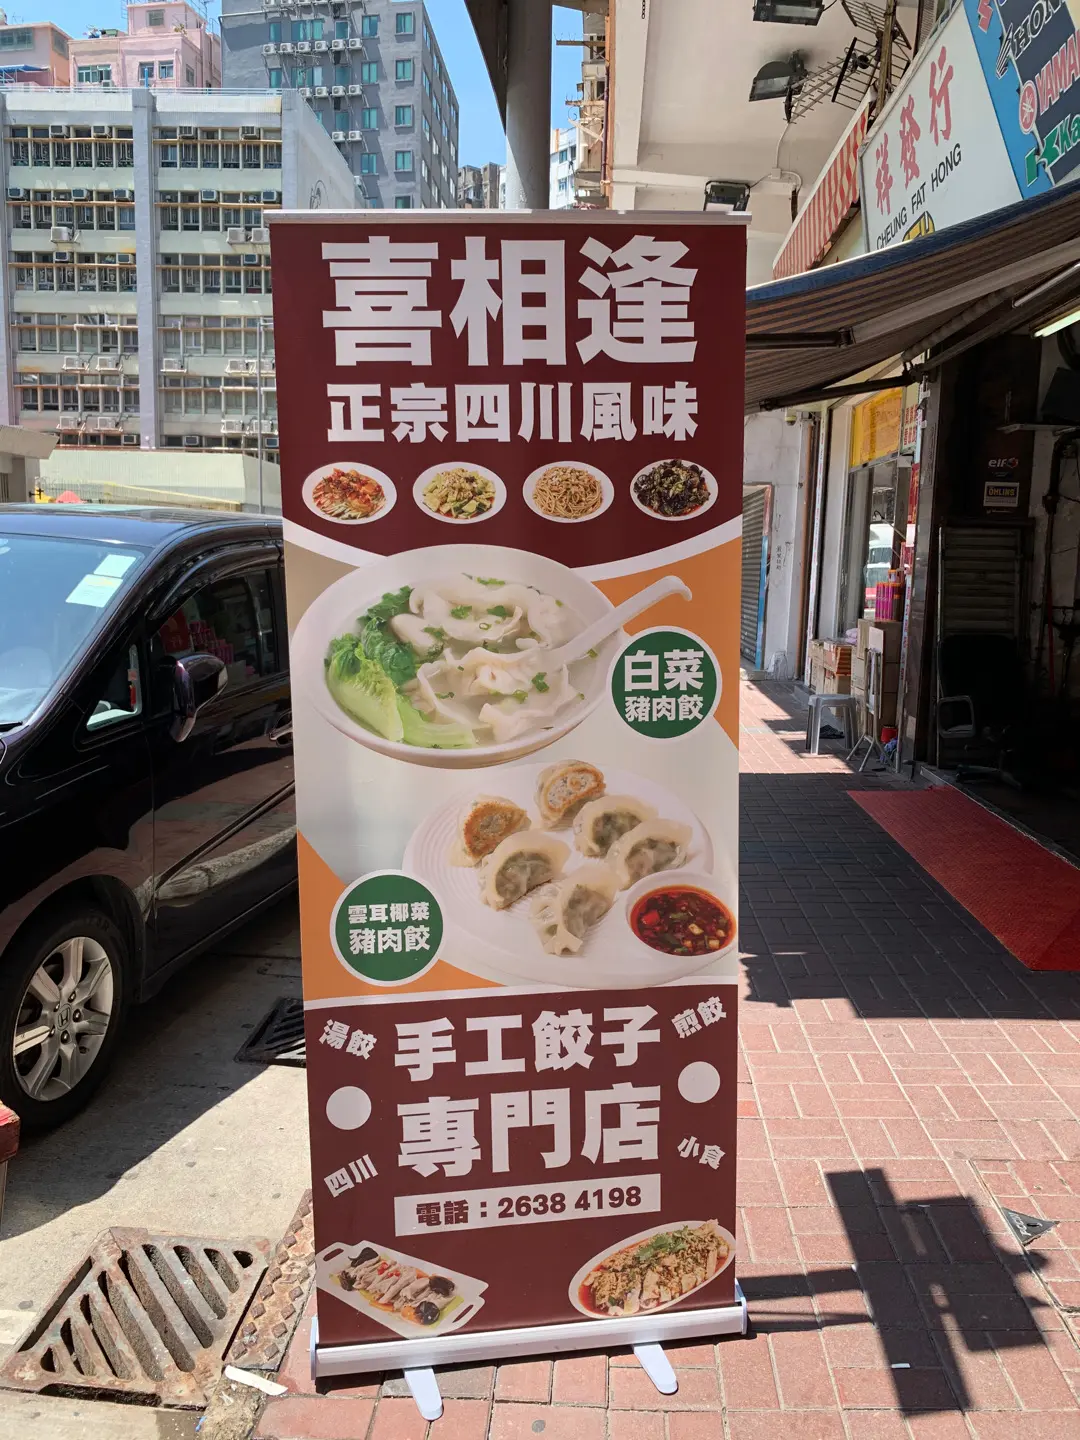 喜相逢
正宗四川風味
白菜
豬肉餃
雲耳椰菜
豬肉餃
湯餃
煎餃
手工餃子
專門店
四川
小食
電話：2638 4198
祥發行
CHEUNG FAT HONG
YAMA
ÖHLINS